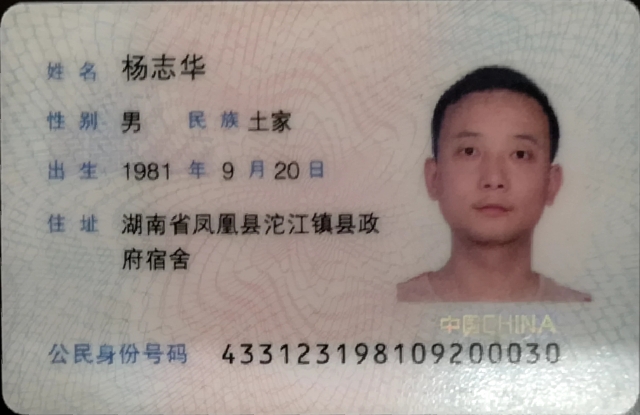 姓名 杨志华
性别 男 民族 土家
出生 1981 年 9 月 20 日
住址 湖南省凤凰县沱江镇县政
府宿舍
中国CHINA
公民身份号码 433123198109200030